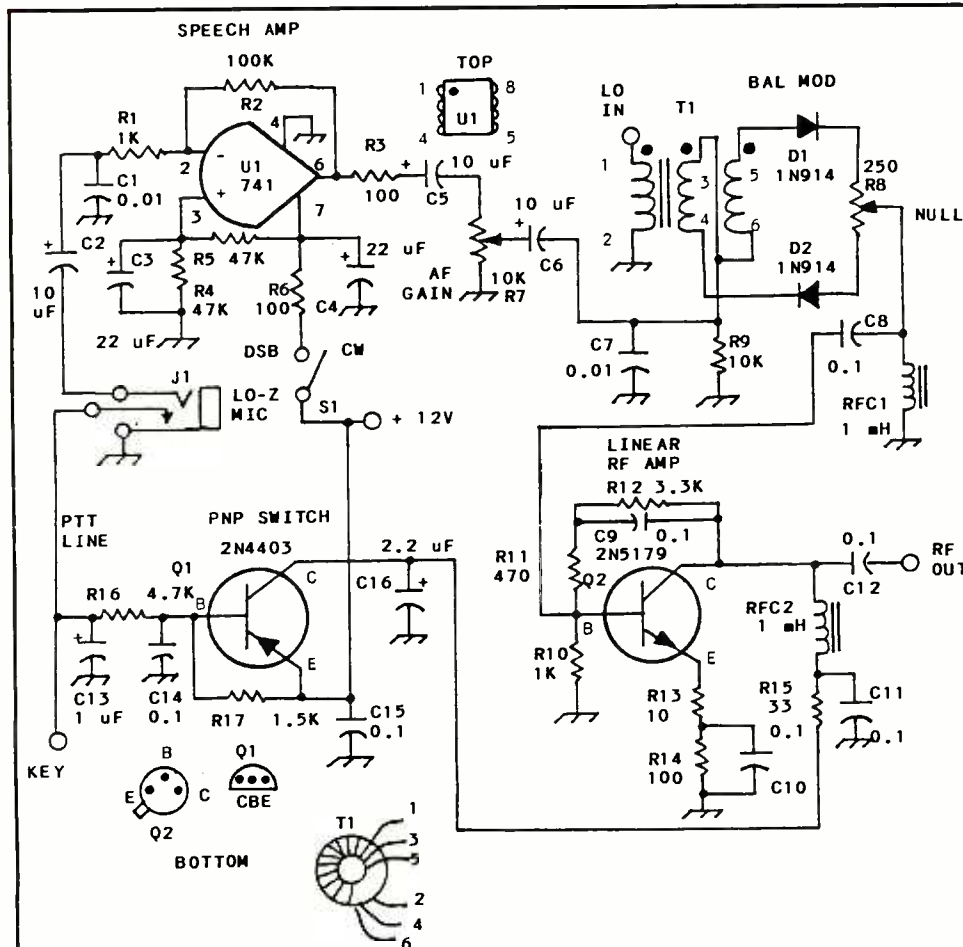 SPEECH AMP
100K
R2
R1
1K
2
-
U1
741
+
3
4
6
7
C1
0.01
C2
10
uF
C3
22 uF
R5
47K
R4
47K
R6
100
C4
22
uF
R3
100
TOP
1
8
U1
4
5
10 uF
C5
AF
GAIN
10K
R7
10 uF
C6
LO
IN
T1
BAL MOD
1
2
3
4
5
6
D1
1N914
250
R8
NULL
D2
1N914
C7
0.01
R9
10K
C8
0.1
RFC1
1 mH
DSB
CW
S1
+ 12V
J1
LO-Z
MIC
PTT
LINE
PNP SWITCH
2N4403
Q1
B
C
E
R16
4.7K
C13
1 uF
C14
0.1
R17
1.5K
C15
0.1
2.2 uF
C16
KEY
LINEAR
RF AMP
R12 3.3K
C9
0.1
2N5179
R11
470
Q2
B
C
E
R10
1K
R13
10
R14
100
C10
0.1
C12
RF
OUT
RFC2
1 mH
R15
33
0.1
C11
0.1
B
E
C
Q2
Q1
CBE
BOTTOM
T1
1
3
5
2
4
6